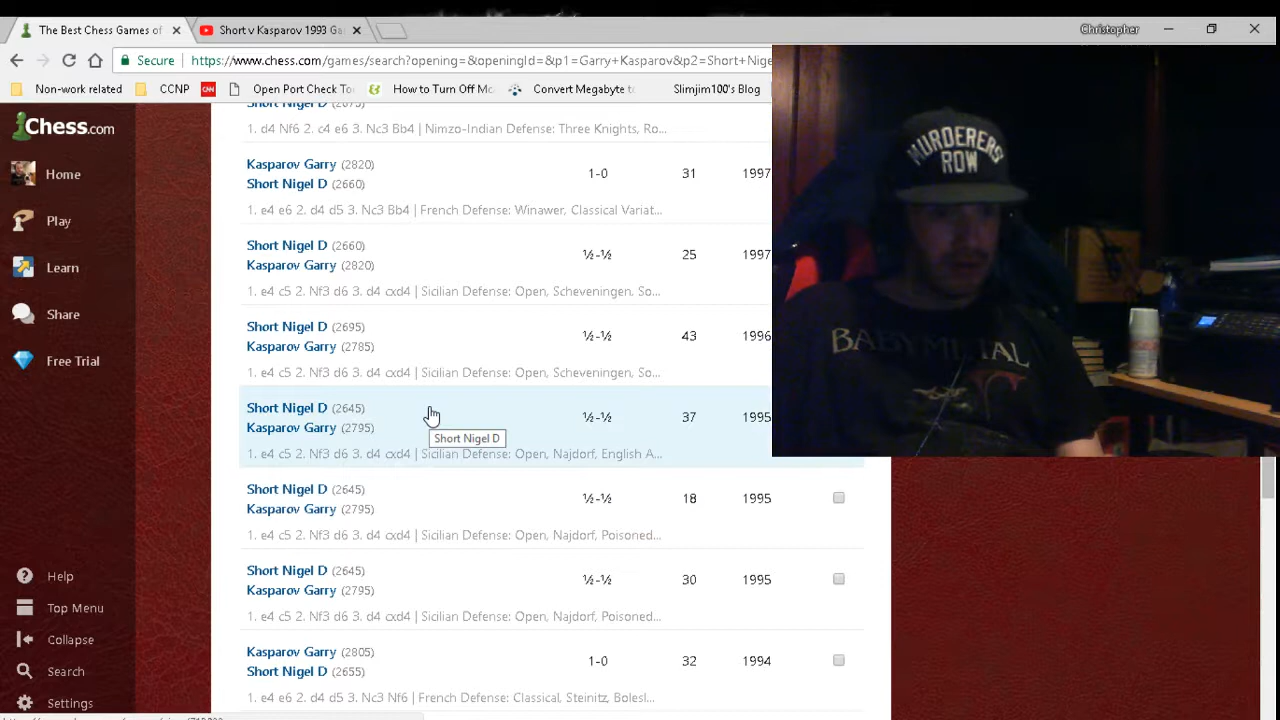 The Best Chess Games of
Short v Kasparov 1993 Ga
Christopher
Secure
https://www.chess.com/games/search?opening=&openingId=&p1=Garry+Kasparov&p2=Short+Nige
Non-work related
CCNP
CNN
Open Port Check To
How to Turn Off M
Convert Megabyte to
Slimjim100's Blog
Chess.com
Home
Play
Learn
Share
Free Trial
Help
Top Menu
Collapse
Search
Settings
Short Nigel D
1. d4 Nf6 2. c4 e6 3. Nc3 Bb4 | Nimzo-Indian Defense: Three Knights, Ro...
Kasparov Garry (2820)
Short Nigel D (2660)
1-0 31 1997
1. e4 e6 2. d4 d5 3. Nc3 Bb4 | French Defense: Winawer, Classical Variat...
Short Nigel D (2660)
Kasparov Garry (2820)
½-½ 25 1997
1. e4 c5 2. Nf3 d6 3. d4 cxd4 | Sicilian Defense: Open, Scheveningen, So...
Short Nigel D (2695)
Kasparov Garry (2785)
½-½ 43 1996
1. e4 c5 2. Nf3 d6 3. d4 cxd4 | Sicilian Defense: Open, Scheveningen, So...
Short Nigel D (2645)
Kasparov Garry (2795)
½-½ 37 1995
Short Nigel D
1. e4 c5 2. Nf3 d6 3. d4 cxd4 | Sicilian Defense: Open, Najdorf, English A...
Short Nigel D (2645)
Kasparov Garry (2795)
½-½ 18 1995
1. e4 c5 2. Nf3 d6 3. d4 cxd4 | Sicilian Defense: Open, Najdorf, Poisoned...
Short Nigel D (2645)
Kasparov Garry (2795)
½-½ 30 1995
1. e4 c5 2. Nf3 d6 3. d4 cxd4 | Sicilian Defense: Open, Najdorf, Poisoned...
Kasparov Garry (2805)
Short Nigel D (2655)
1-0 32 1994
1. e4 e6 2. d4 d5 3. Nc3 Nf6 | French Defense: Classical, Steinitz, Bolesl...
MURDERERS
ROW
BABYMETAL